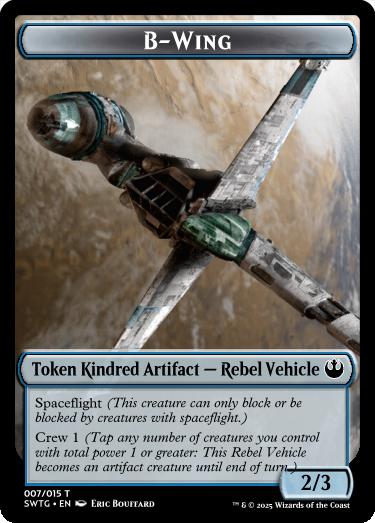 B-Wing
Token Kindred Artifact — Rebel Vehicle
Spaceflight (This creature can only block or be
blocked by creatures with spaceflight.)
Crew 1 (Tap any number of creatures you control
with total power 1 or greater: This Rebel Vehicle
becomes an artifact creature until end of turn.)
2/3
007/015 T
SWTG • EN Eric Bouffard
™ & © 2025 Wizards of the Coast